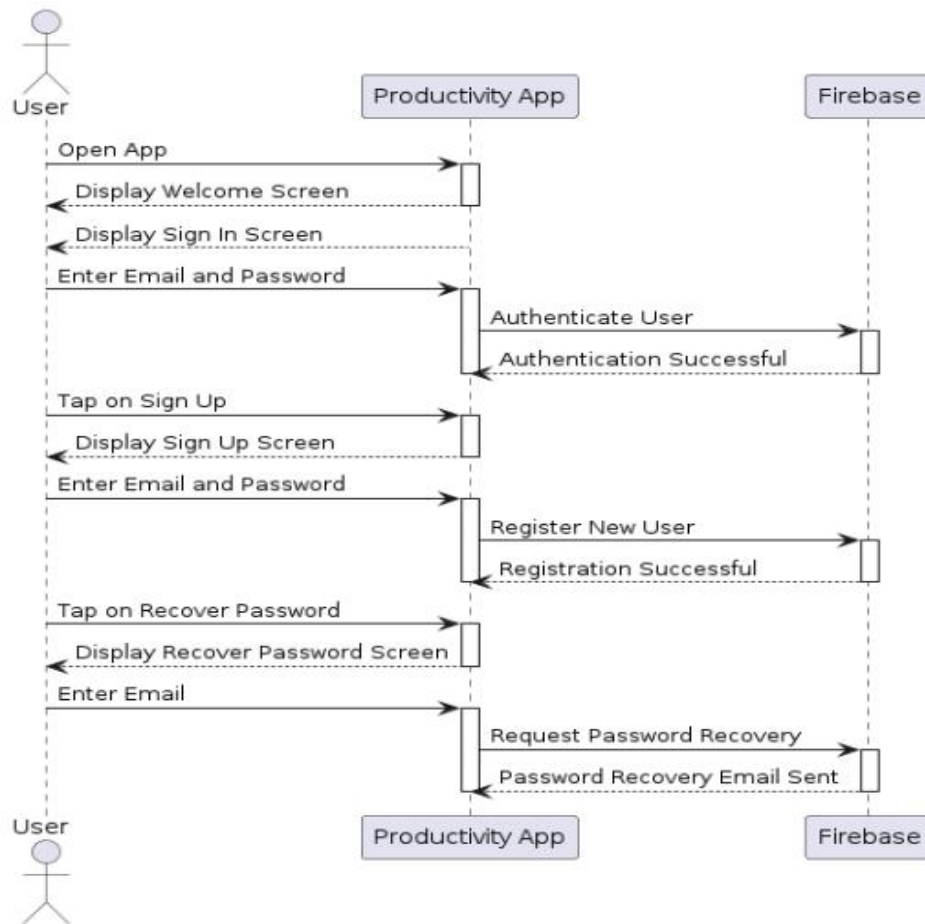 User
Productivity App
Firebase
Open App
Display Welcome Screen
Display Sign In Screen
Enter Email and Password
Authenticate User
Authentication Successful
Tap on Sign Up
Display Sign Up Screen
Enter Email and Password
Register New User
Registration Successful
Tap on Recover Password
Display Recover Password Screen
Enter Email
Request Password Recovery
Password Recovery Email Sent
User
Productivity App
Firebase